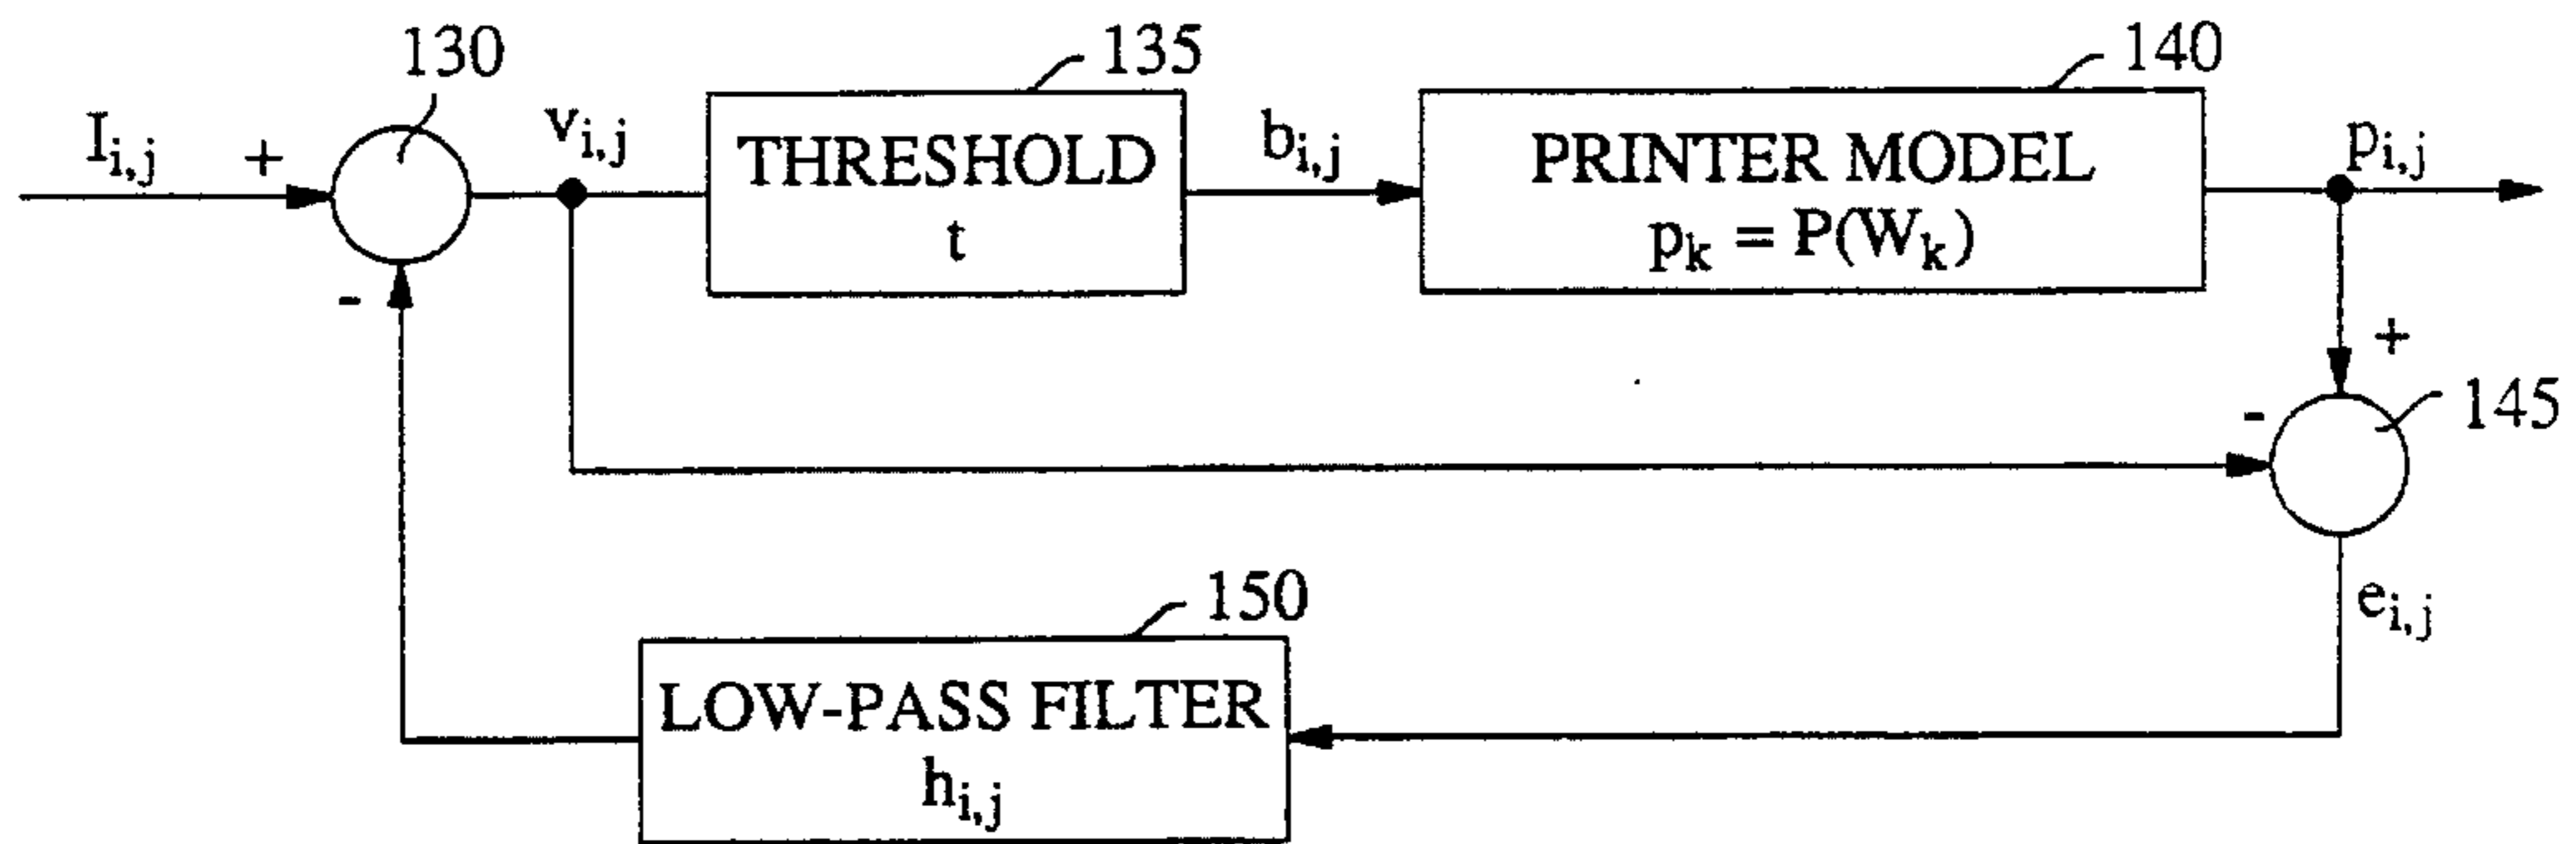 130
135
140
I_{i,j}
+
v_{i,j}
THRESHOLD
t
b_{i,j}
PRINTER MODEL
p_k = P(W_k)
p_{i,j}
-
+
-
145
150
e_{i,j}
LOW-PASS FILTER
h_{i,j}